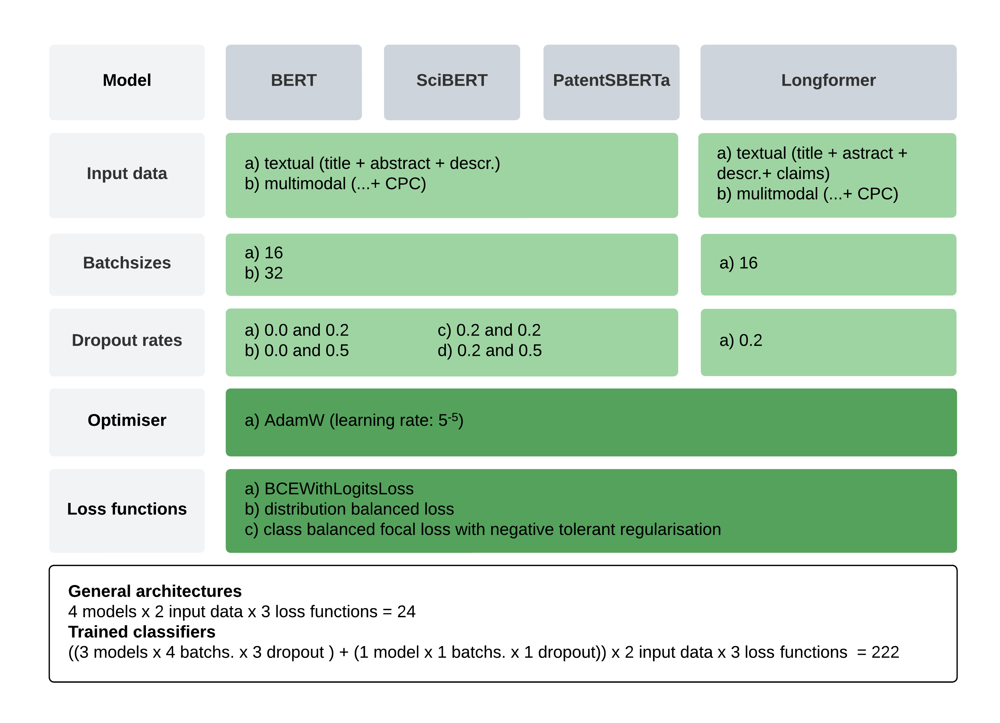 Model
BERT
SciBERT
PatentSBERTa
Longformer
Input data
a) textual (title + abstract + descr.)
b) multimodal (...+ CPC)
a) textual (title + astract +
descr.+ claims)
b) mulitmodal (...+ CPC)
Batchsizes
a) 16
b) 32
a) 16
Dropout rates
a) 0.0 and 0.2
b) 0.0 and 0.5
c) 0.2 and 0.2
d) 0.2 and 0.5
a) 0.2
Optimiser
a) AdamW (learning rate: 5⁻⁵)
Loss functions
a) BCEWithLogitsLoss
b) distribution balanced loss
c) class balanced focal loss with negative tolerant regularisation
General architectures
4 models x 2 input data x 3 loss functions = 24
Trained classifiers
((3 models x 4 batchs. x 3 dropout ) + (1 model x 1 batchs. x 1 dropout)) x 2 input data x 3 loss functions = 222